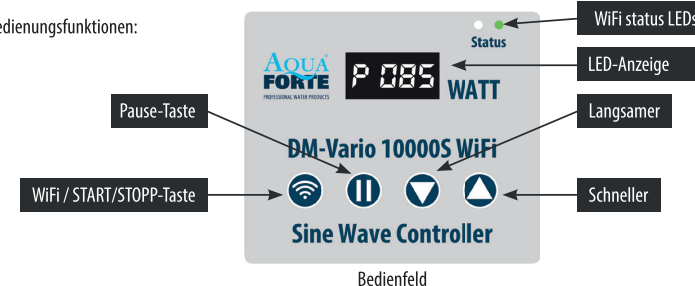 edienungsfunktionen:
WiFi status LEDs
Status
LED-Anzeige
AQUA
FORTE
PROFESSIONAL WATER PRODUCTS
P 085
WATT
Pause-Taste
Langsamer
DM-Vario 10000S WiFi
WiFi / START/STOPP-Taste
Schneller
Sine Wave Controller
Bedienfeld